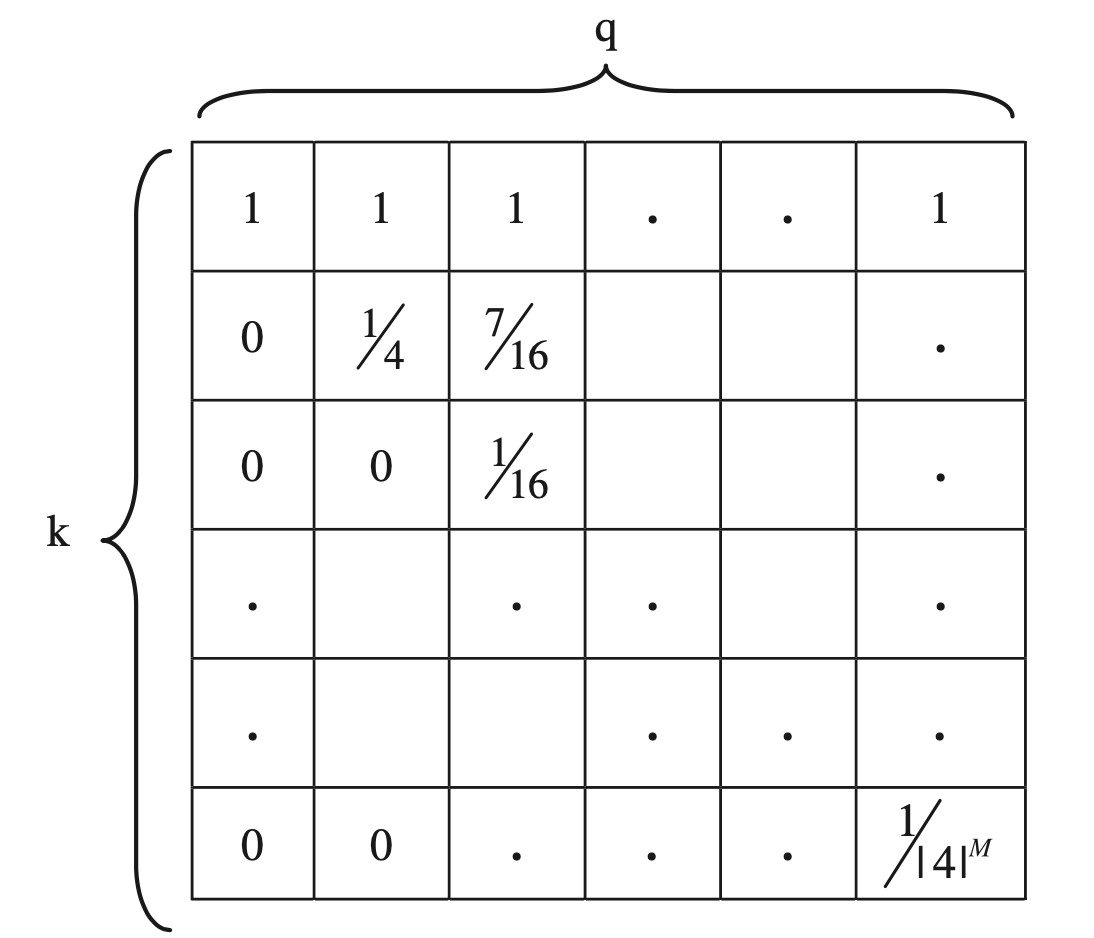 q
1 1 1 . . 1
0 1/4 7/16 .
k 0 0 1/16 .
. . . .
. . . .
0 0 . . . 1/|4|^M